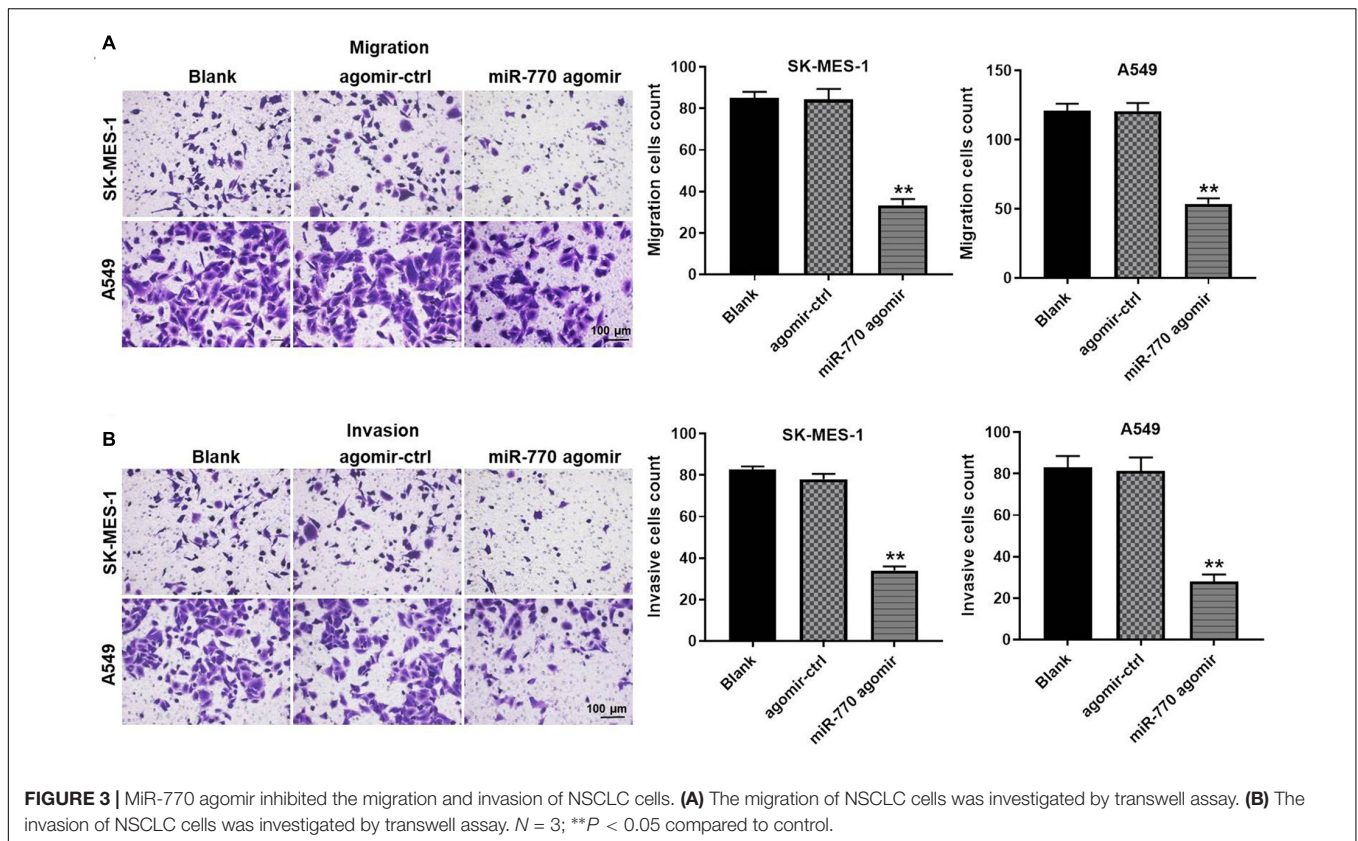 A
Migration
Blank agomir-ctrl miR-770 agomir
SK-MES-1
A549
100 µm
SK-MES-1
Migration cells count
100
80
60
40
20
0
**
Blank
agomir-ctrl
miR-770 agomir
A549
Migration cells count
150
100
50
0
**
Blank
agomir-ctrl
miR-770 agomir
B
Invasion
Blank agomir-ctrl miR-770 agomir
SK-MES-1
A549
100 µm
SK-MES-1
Invasive cells count
100
80
60
40
20
0
**
Blank
agomir-ctrl
miR-770 agomir
A549
Invasive cells count
100
80
60
40
20
0
**
Blank
agomir-ctrl
miR-770 agomir
FIGURE 3 | MiR-770 agomir inhibited the migration and invasion of NSCLC cells. (A) The migration of NSCLC cells was investigated by transwell assay. (B) The
invasion of NSCLC cells was investigated by transwell assay. N = 3; **P < 0.05 compared to control.